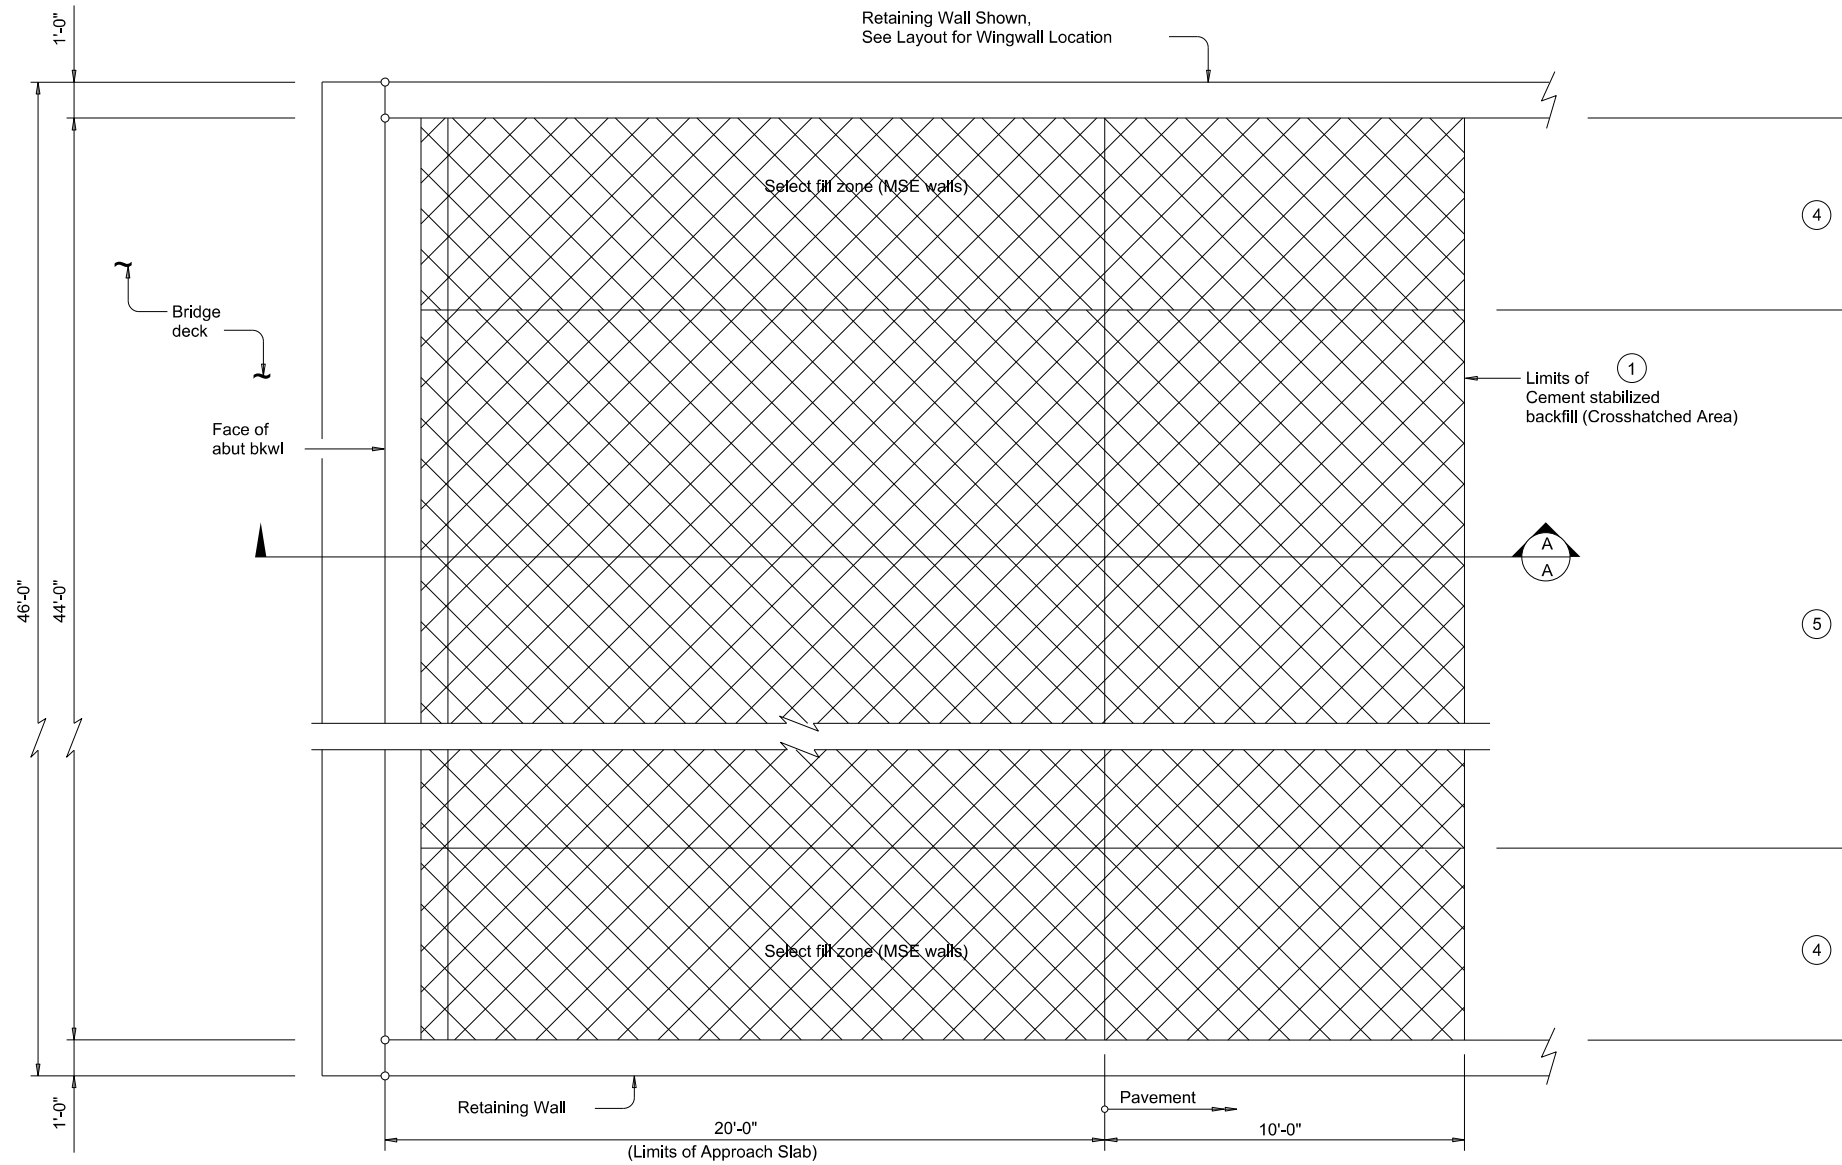 Retaining Wall Shown,
See Layout for Wingwall Location
1'-0"
Select fill zone (MSE walls)
4
Bridge
deck
1
Limits of
Cement stabilized
backfill (Crosshatched Area)
Face of
abut bkwl
A
A
46'-0"
44'-0"
5
Select fill zone (MSE walls)
4
1'-0"
Retaining Wall
Pavement
20'-0"
(Limits of Approach Slab)
10'-0"